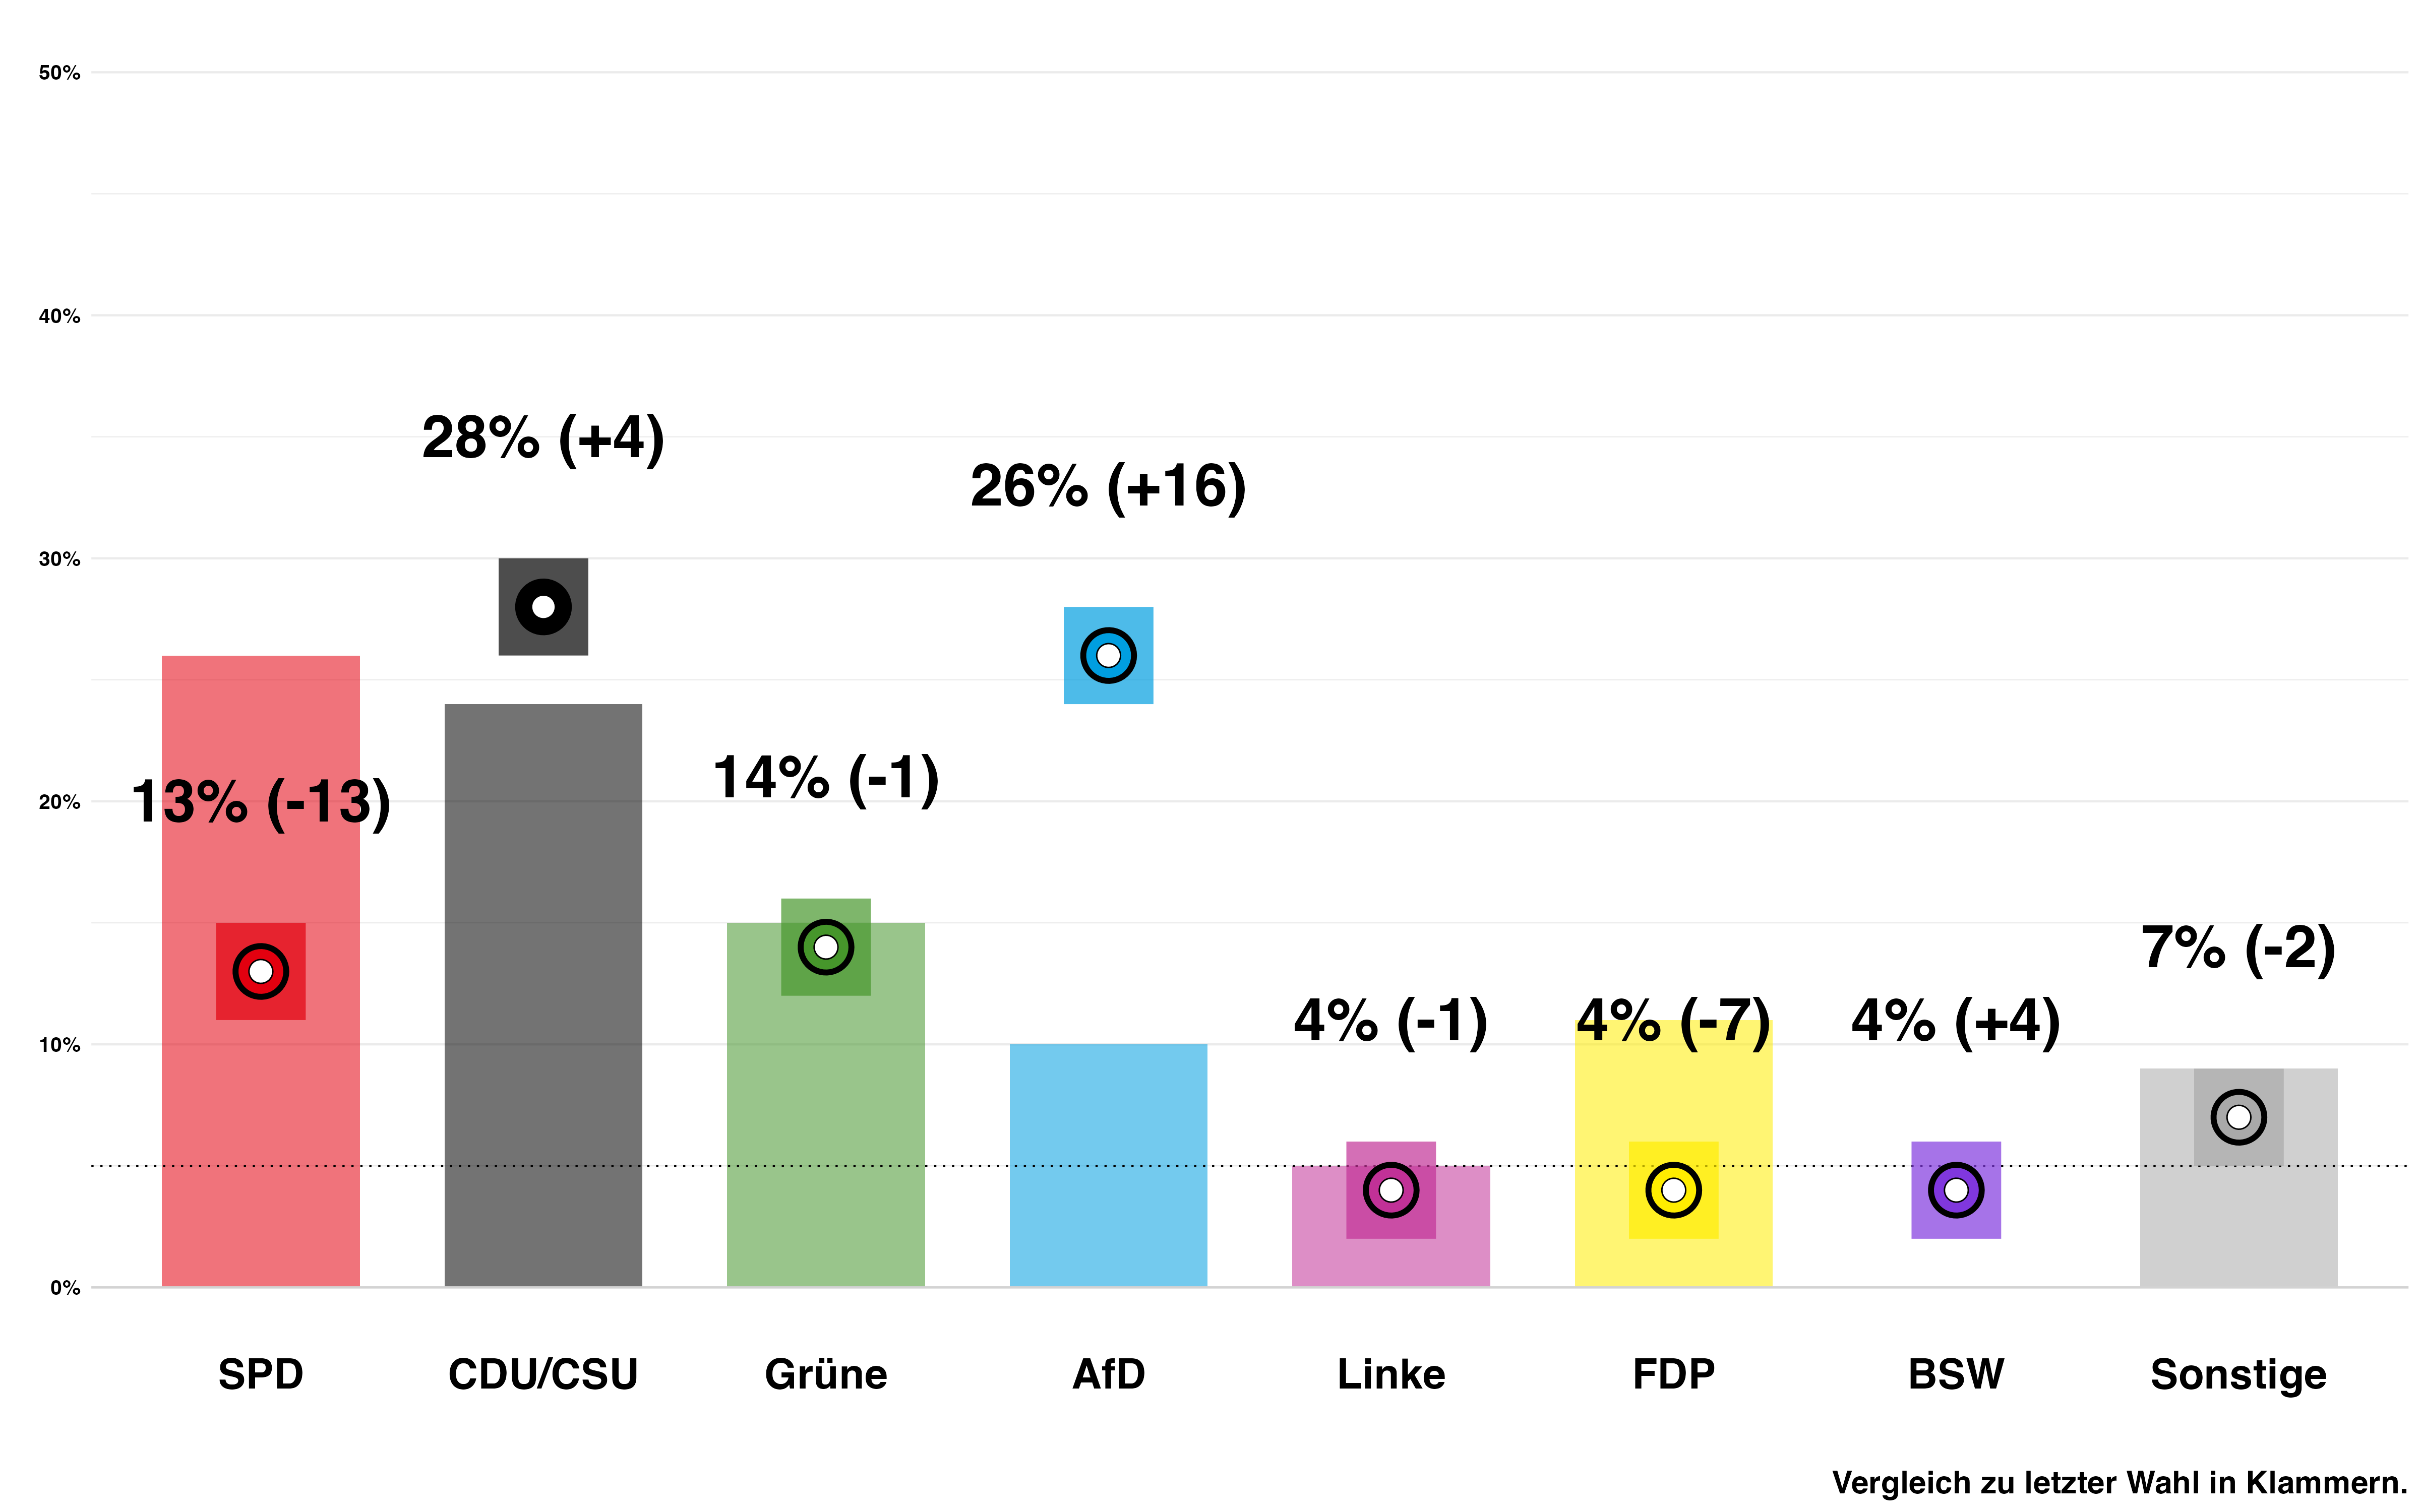 50%
40%
28% (+4)
26% (+16)
30%
13% (-13)
14% (-1)
20%
7% (-2)
4% (-1)
4% (-7)
4% (+4)
10%
0%
SPD
CDU/CSU
Grüne
AfD
Linke
FDP
BSW
Sonstige
Vergleich zu letzter Wahl in Klammern.